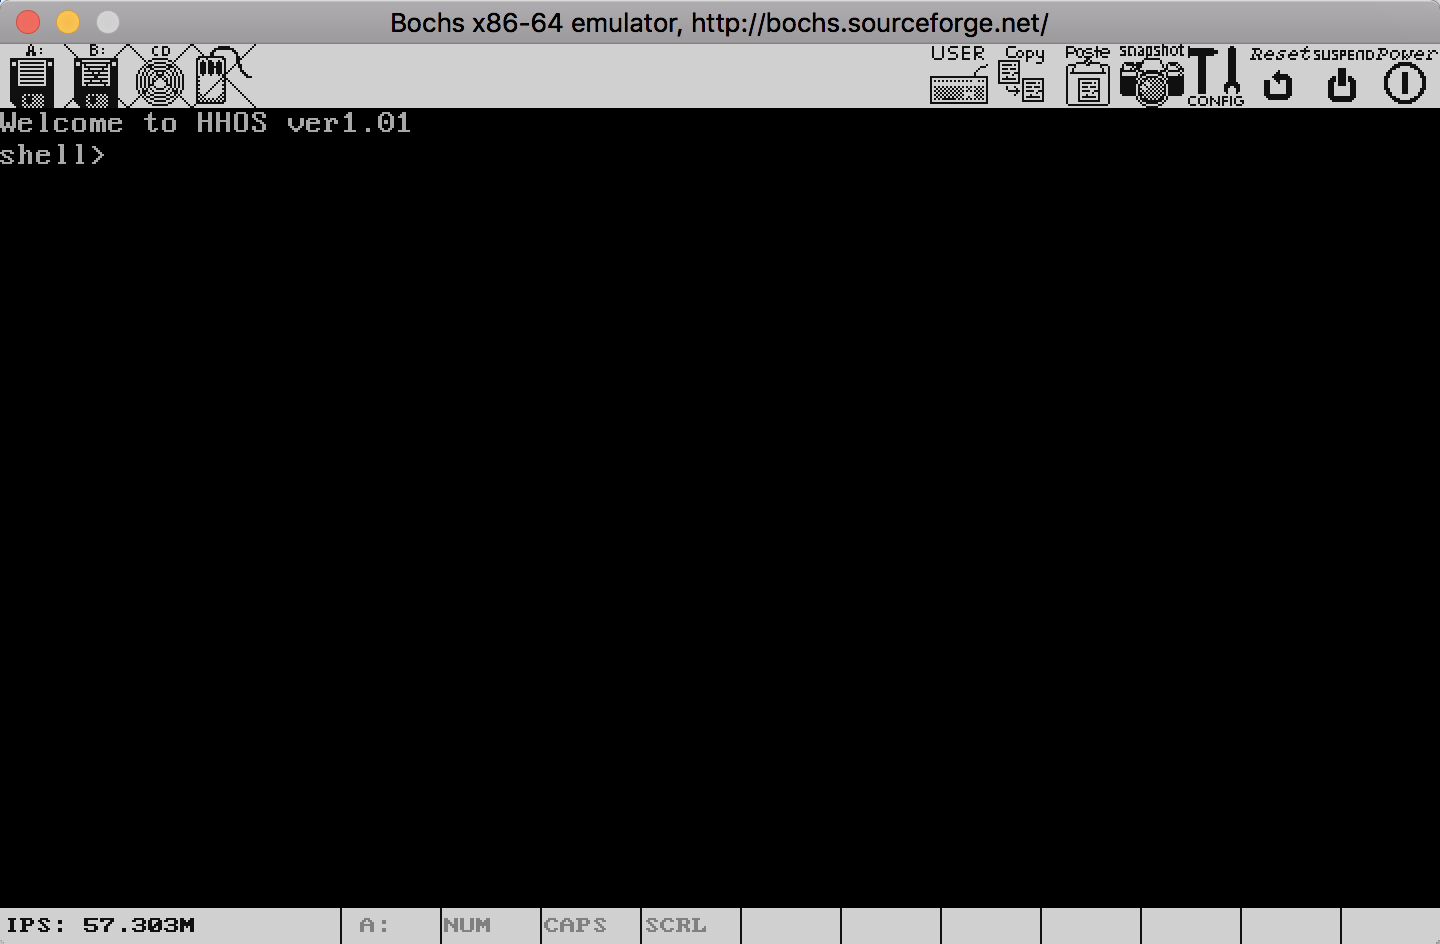 Bochs x86-64 emulator, http://bochs.sourceforge.net/
A: B: CD USER Copy Paste snapshot CONFIG Reset SUSPEND Power
Welcome to HHOS ver1.01
shell>
IPS: 57.303M A: NUM CAPS SCRL